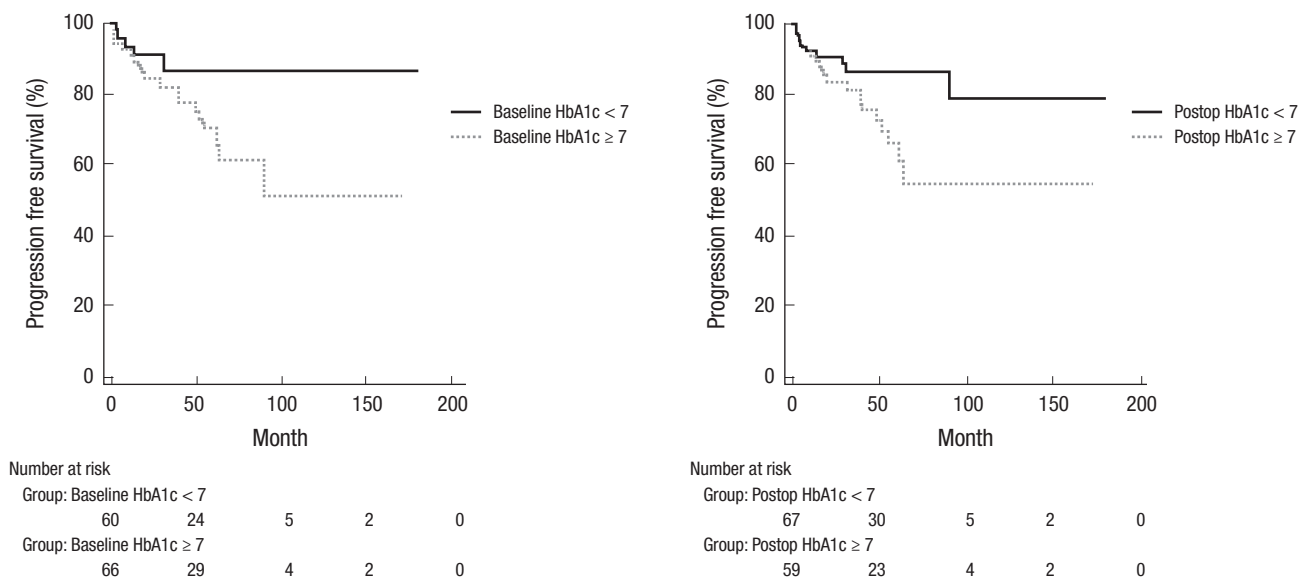 100
80
60
40
20
0
Progression free survival (%)
0 50 100 150 200
Month
Baseline HbA1c < 7
Baseline HbA1c ≥ 7
Number at risk
Group: Baseline HbA1c < 7
60 24 5 2 0
Group: Baseline HbA1c ≥ 7
66 29 4 2 0
100
80
60
40
20
0
Progression free survival (%)
0 50 100 150 200
Month
Postop HbA1c < 7
Postop HbA1c ≥ 7
Number at risk
Group: Postop HbA1c < 7
67 30 5 2 0
Group: Postop HbA1c ≥ 7
59 23 4 2 0